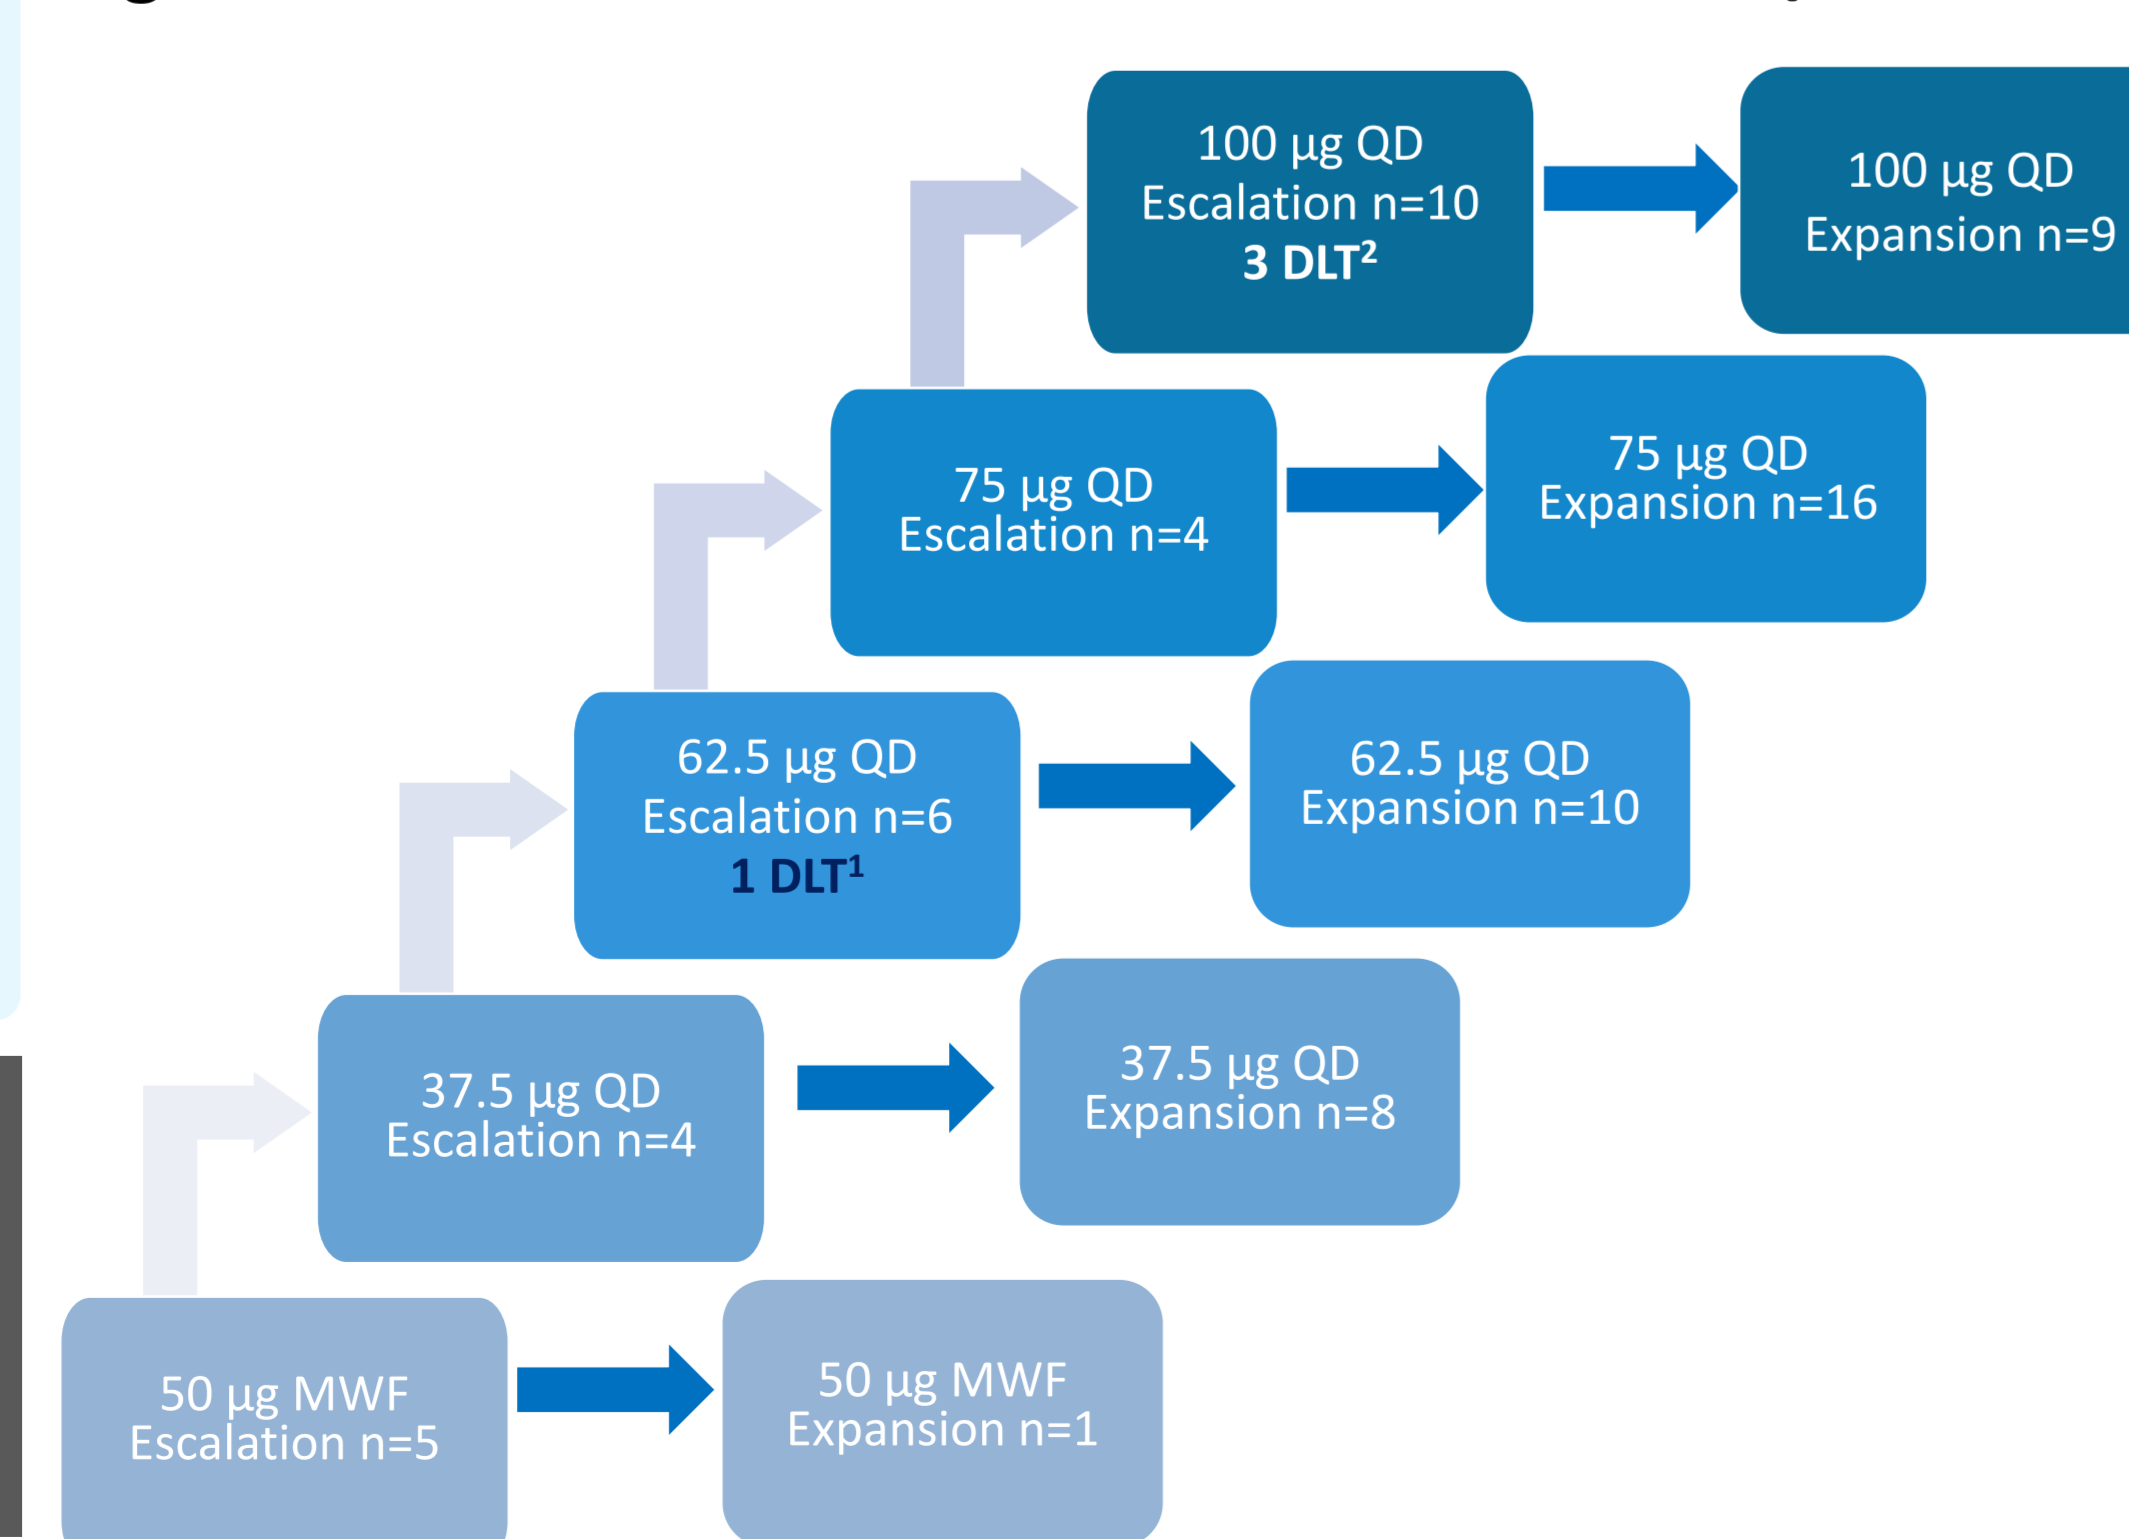 100 µg QD
Escalation n=10
3 DLT²
100 µg QD
Expansion n=9
75 µg QD
Escalation n=4
75 µg QD
Expansion n=16
62.5 µg QD
Escalation n=6
1 DLT¹
62.5 µg QD
Expansion n=10
37.5 µg QD
Escalation n=4
37.5 µg QD
Expansion n=8
50 µg MWF
Escalation n=5
50 µg MWF
Expansion n=1